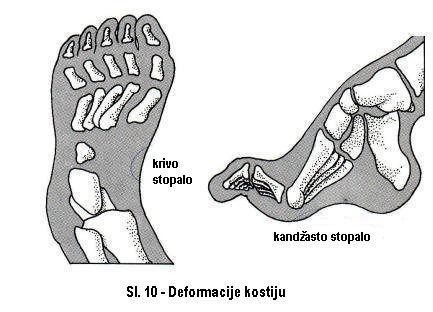 krivo
stopalo
kandžasto stopalo
Sl. 10 - Deformacije kostiju